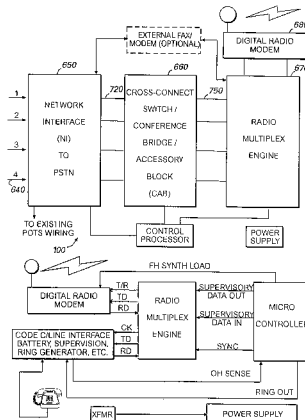 EXTERNAL FAX/
MODEM (OPTIONAL)
680
DIGITAL RADIO
MODEM
650
660
670
720
750
1
2
3
4
640
NETWORK
INTERFACE
(NI)
TO
PSTN
CROSS-CONNECT
SWITCH /
CONFERENCE
BRIDGE /
ACCESSORY
BLOCK
(CAB)
RADIO
MULTIPLEX
ENGINE
TO EXISTING
POTS WIRING
100
CONTROL
PROCESSOR
POWER
SUPPLY
FH SYNTH LOAD
DIGITAL RADIO
MODEM
T/R
TD
RD
RADIO
MULTIPLEX
ENGINE
SUPERVISORY
DATA OUT
SUPERVISORY
DATA IN
SYNC
MICRO
CONTROLLER
CODEC/LINE INTERFACE
BATTERY, SUPERVISION,
RING GENERATOR, ETC.
CK
TD
RD
OH SENSE
RING OUT
XFMR
POWER SUPPLY